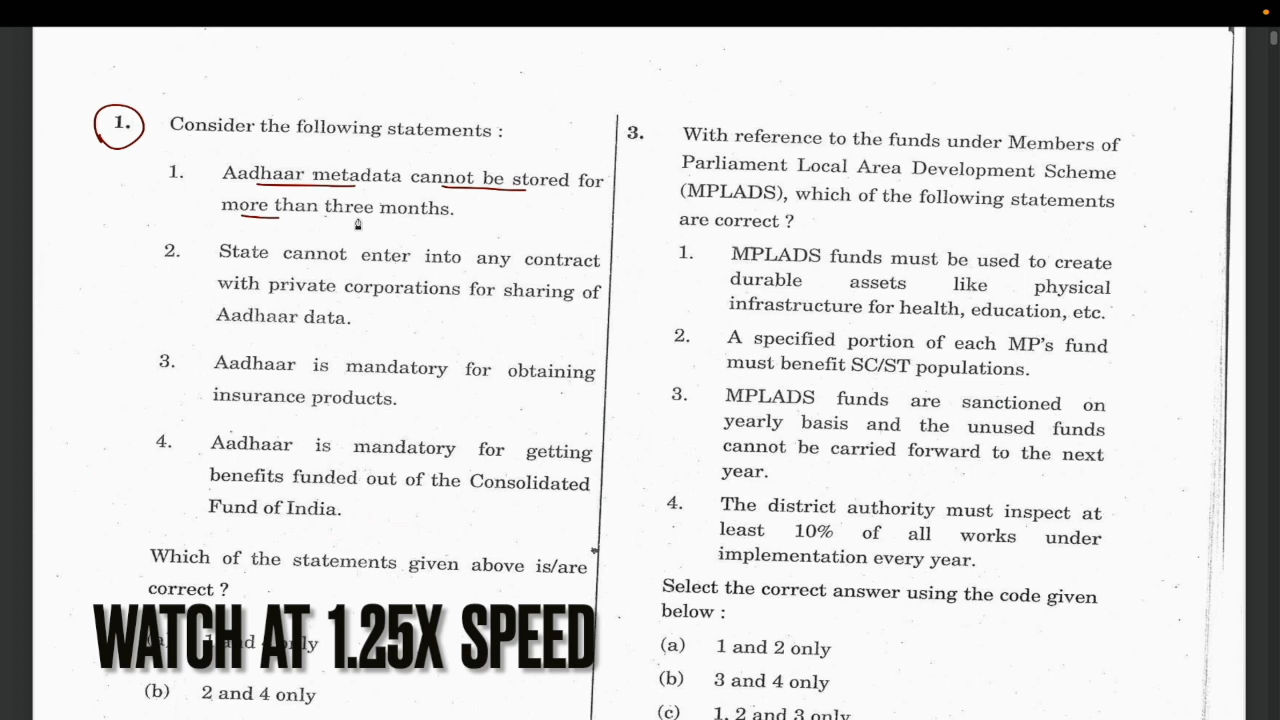 1. Consider the following statements :
1. Aadhaar metadata cannot be stored for
more than three months.
2. State cannot enter into any contract
with private corporations for sharing of
Aadhaar data.
3. Aadhaar is mandatory for obtaining
insurance products.
4. Aadhaar is mandatory for getting
benefits funded out of the Consolidated
Fund of India.
Which of the statements given above is/are
correct ?
WATCH AT 1.25X SPEED
(b) 2 and 4 only
3. With reference to the funds under Members of
Parliament Local Area Development Scheme
(MPLADS), which of the following statements
are correct ?
1. MPLADS funds must be used to create
durable assets like physical
infrastructure for health, education, etc.
2. A specified portion of each MP's fund
must benefit SC/ST populations.
3. MPLADS funds are sanctioned on
yearly basis and the unused funds
cannot be carried forward to the next
year.
4. The district authority must inspect at
least 10% of all works under
implementation every year.
Select the correct answer using the code given
below :
(a) 1 and 2 only
(b) 3 and 4 only
(c) 1, 2 and 3 only